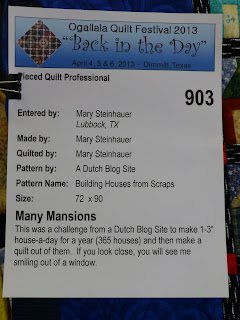 Ogallala Quilt Festival 2013
"“Back in the Day”
April 4, 5 & 6, 2013 - Dimmitt, Texas
Pieced Quilt Professional
903
Entered by: Mary Steinhauer
Lubbock, TX
Made by: Mary Steinhauer
Quilted by: Mary Steinhauer
Pattern by: A Dutch Blog Site
Pattern Name: Building Houses from Scraps
Size: 72 x 90
Many Mansions
This was a challenge from a Dutch Blog Site to make 1-3"
house-a-day for a year (365 houses) and then make a
quilt out of them. If you look close, you will see me
smiling out of a window.